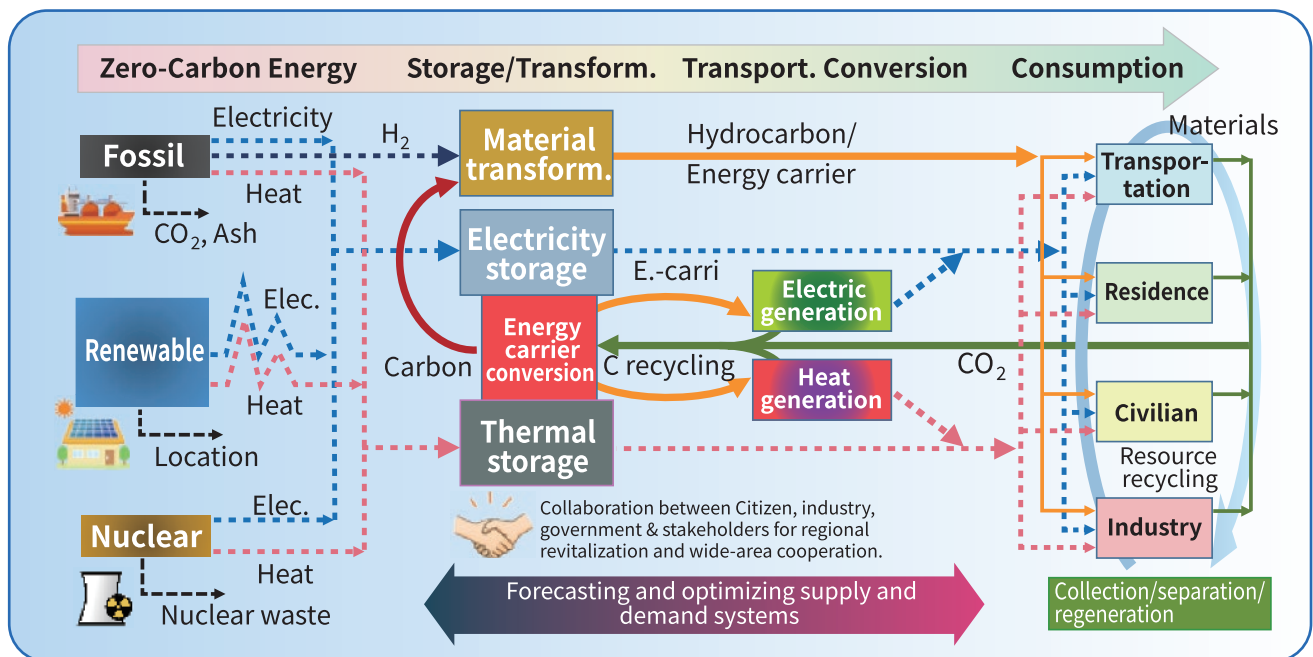 Zero-Carbon Energy
Storage/Transform.
Transport. Conversion
Consumption
Electricity
Fossil
H2
Heat
CO2, Ash
Material
transform.
Hydrocarbon/
Energy carrier
Materials
Transpor-
tation
Electricity
storage
E.-carri
Elec.
Renewable
Heat
Location
Energy
carrier
conversion
Carbon
C recycling
Electric
generation
Heat
generation
CO2
Residence
Civilian
Resource
recycling
Industry
Thermal
storage
Elec.
Nuclear
Heat
Nuclear waste
Collaboration between Citizen, industry,
government & stakeholders for regional
revitalization and wide-area cooperation.
Forecasting and optimizing supply and
demand systems
Collection/separation/
regeneration